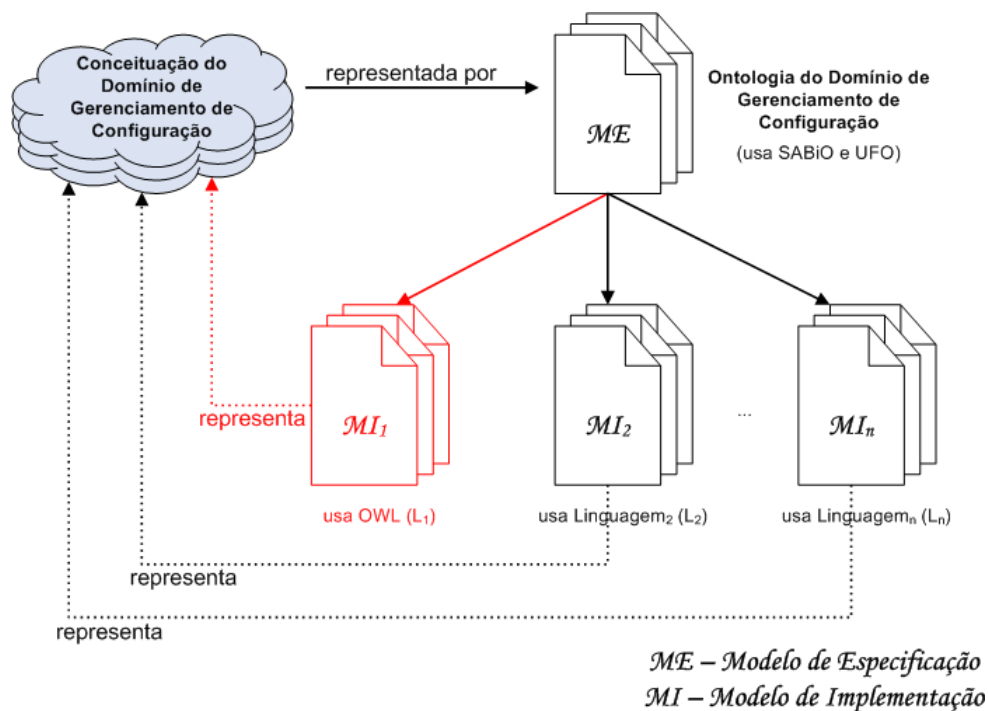 Conceituação do
Domínio de
Gerenciamento de
Configuração
representada por
ME
Ontologia do Domínio de
Gerenciamento de
Configuração
(usa SABiO e UFO)
representa
MI₁
MI₂
...
MIₙ
usa OWL (L₁)
usa Linguagem₂ (L₂)
usa Linguagemₙ (Lₙ)
representa
representa
ME – Modelo de Especificação
MI – Modelo de Implementação